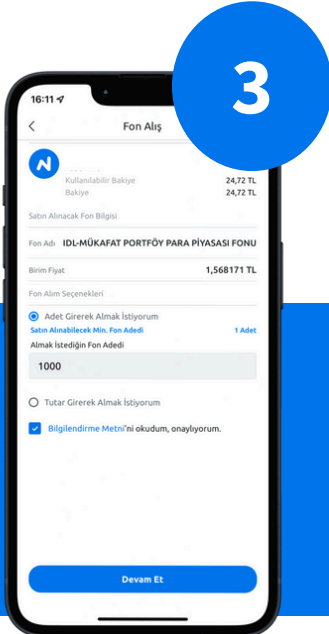 3
16:11
Fon Alış
Kullanılabilir Bakiye 24,72 TL
Bakiye 24,72 TL
Satın Alınacak Fon Bilgisi
Fon Adı IDL-MÜKAFAT PORTFÖY PARA PİYASASI FONU
Birim Fiyat 1,568171 TL
Fon Alım Seçenekleri
Adet Girerek Almak İstiyorum
Satın Alınabilecek Min. Fon Adedi 1 Adet
Almak İstediğin Fon Adedi
1000
Tutar Girerek Almak İstiyorum
Bilgilendirme Metni'ni okudum, onaylıyorum.
Devam Et